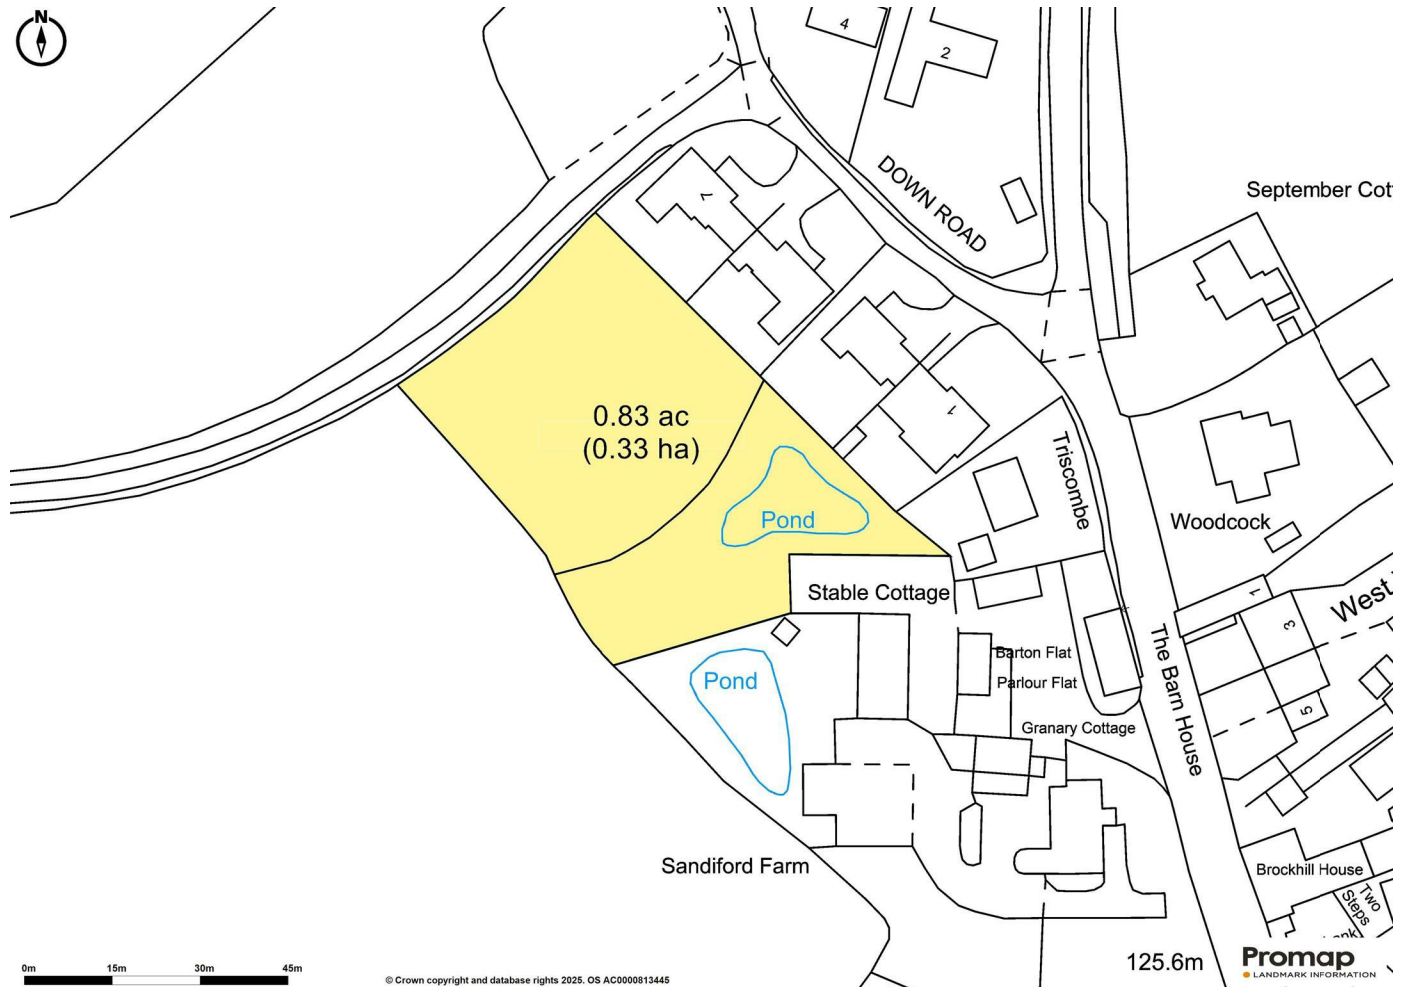 N
4
2
DOWN ROAD
September Cot
7
0.83 ac
(0.33 ha)
1
Triscombe
Pond
Woodcock
Stable Cottage
West
1
3
5
The Barn House
Barton Flat
Parlour Flat
Pond
Granary Cottage
Sandiford Farm
Brockhill House
Two
Steps
125.6m
Promap
LANDMARK INFORMATION
0m 15m 30m 45m
© Crown copyright and database rights 2025. OS AC0000813445